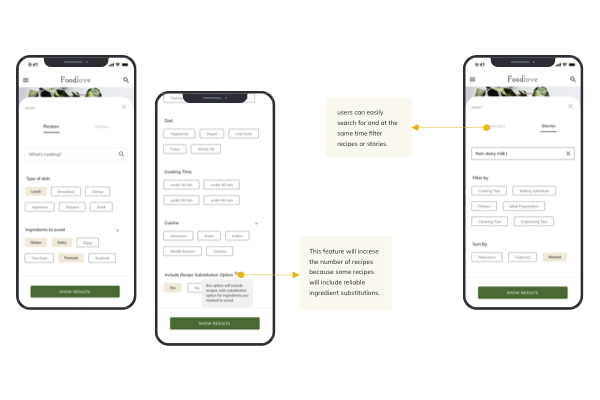 9:41
Foodlove
RESET
Recipes
Stories
What's cooking?
Type of dish
Lunch
Breakfast
Dinner
Appetizer
Dessert
Drink
Ingredients to avoid
Gluten
Dairy
Eggs
Tree Nuts
Peanuts
Seafood
SHOW RESULTS
Diet
Vegetarian
Vegan
Low Carb
Paleo
Whole 30
Cooking Time
under 30 min
under 40 min
under 50 min
under 60 min
Cuisine
American
Asian
Indian
Middle Eastern
Chinese
Include Recipe Substitution Option
Yes
No
this option will include
recipes with substitution
option for ingredients you
marked to avoid.
SHOW RESULTS
users can easily
search for and at the
same time filter
recipes or stories.
This feature will increse
the number of recipes
because some recipes
will include reliable
ingredient substitutions.
9:41
Foodlove
RESET
Recipes
Stories
Non-dairy milk |
Filter by
Cooking Tips
Baking Substitute
Fitness
Meal Preparation
Cleaning Tips
Organizing Tips
Sort By
Relevance
Featured
Newest
SHOW RESULTS